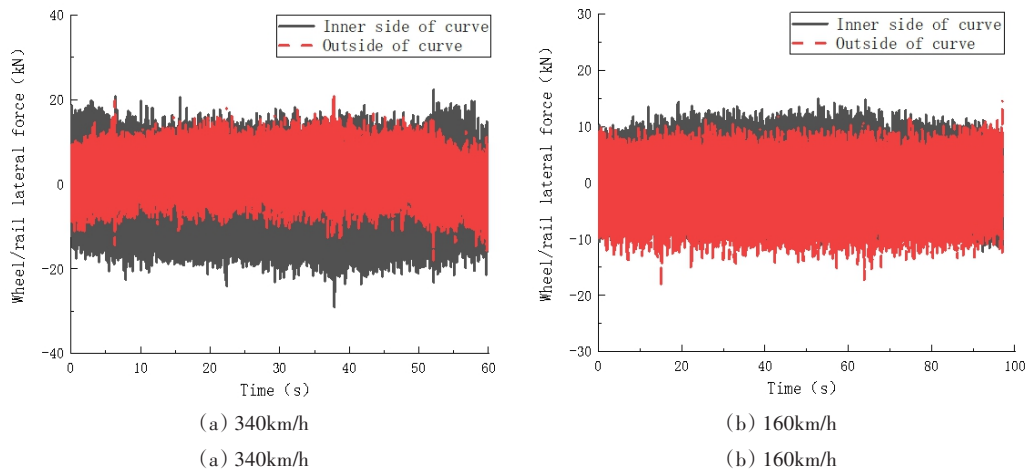 40
20
0
-20
-40
Wheel/rail lateral force (kN)
Inner side of curve
Outside of curve
0 10 20 30 40 50 60
Time (s)
(a) 340km/h
(a) 340km/h
30
20
10
0
-10
-20
-30
Wheel/rail lateral force (kN)
Inner side of curve
Outside of curve
0 20 40 60 80 100
Time (s)
(b) 160km/h
(b) 160km/h